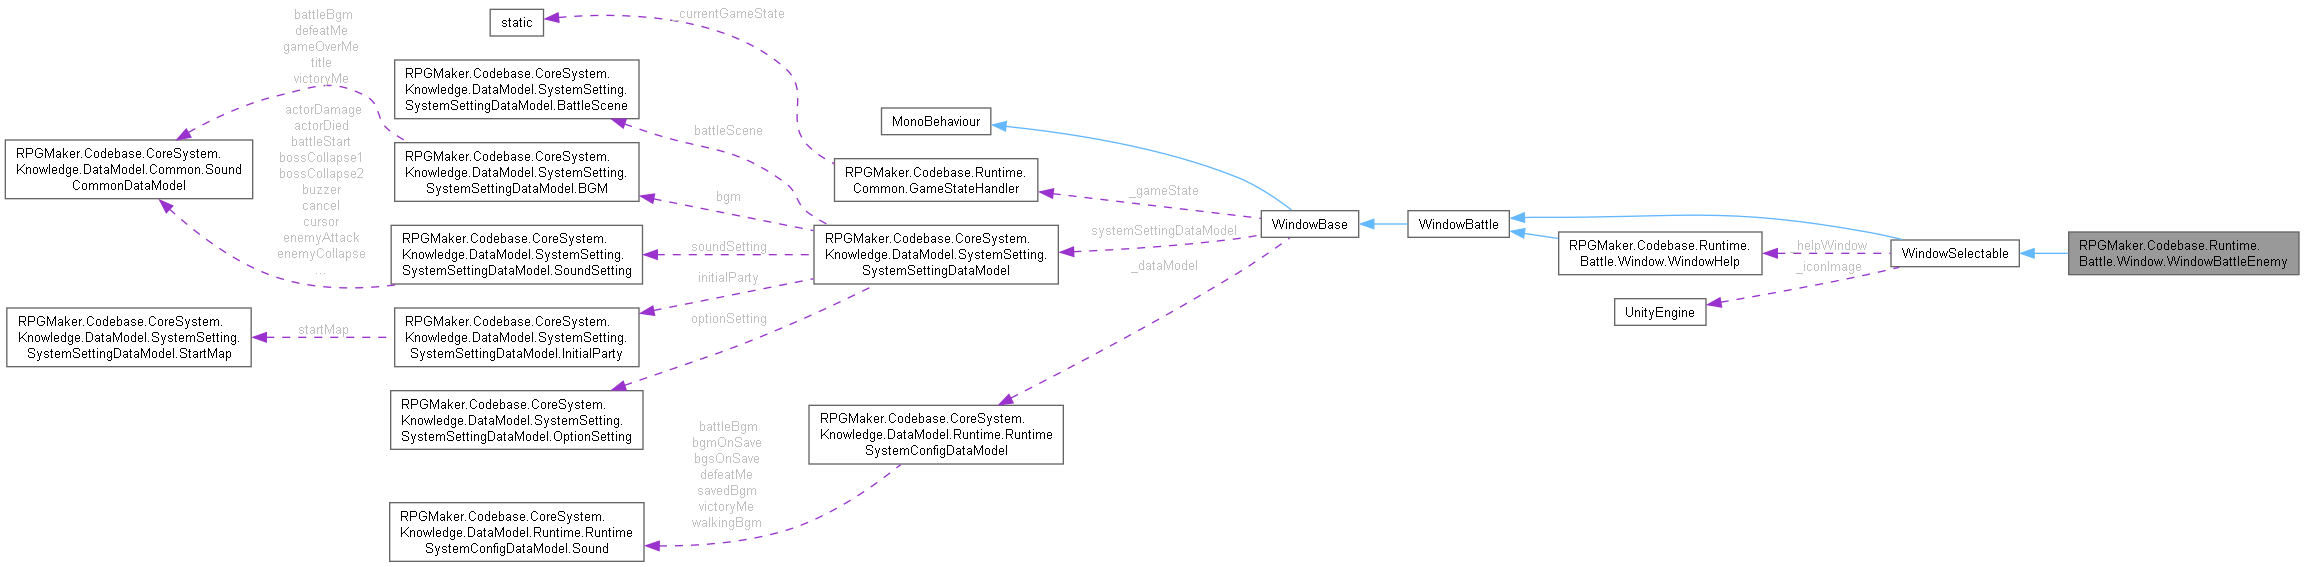 battleBgm
defeatMe
gameOverMe
title
victoryMe
actorDamage
actorDied
battleStart
bossCollapse1
bossCollapse2
buzzer
cancel
cursor
enemyAttack
enemyCollapse
...
RPGMaker.Codebase.CoreSystem.
Knowledge.DataModel.Common.Sound
CommonDataModel
RPGMaker.Codebase.CoreSystem.
Knowledge.DataModel.SystemSetting.
SystemSettingDataModel.StartMap
startMap
static
_currentGameState
RPGMaker.Codebase.CoreSystem.
Knowledge.DataModel.SystemSetting.
SystemSettingDataModel.BattleScene
RPGMaker.Codebase.CoreSystem.
Knowledge.DataModel.SystemSetting.
SystemSettingDataModel.BGM
RPGMaker.Codebase.CoreSystem.
Knowledge.DataModel.SystemSetting.
SystemSettingDataModel.SoundSetting
RPGMaker.Codebase.CoreSystem.
Knowledge.DataModel.SystemSetting.
SystemSettingDataModel.InitialParty
RPGMaker.Codebase.CoreSystem.
Knowledge.DataModel.SystemSetting.
SystemSettingDataModel.OptionSetting
RPGMaker.Codebase.CoreSystem.
Knowledge.DataModel.Runtime.Runtime
SystemConfigDataModel.Sound
battleScene
bgm
soundSetting
initialParty
optionSetting
battleBgm
bgmOnSave
bgsOnSave
defeatMe
savedBgm
victoryMe
walkingBgm
MonoBehaviour
RPGMaker.Codebase.Runtime.
Common.GameStateHandler
RPGMaker.Codebase.CoreSystem.
Knowledge.DataModel.SystemSetting.
SystemSettingDataModel
RPGMaker.Codebase.CoreSystem.
Knowledge.DataModel.Runtime.Runtime
SystemConfigDataModel
_gameState
systemSettingDataModel
_dataModel
WindowBase
WindowBattle
RPGMaker.Codebase.Runtime.
Battle.Window.WindowHelp
UnityEngine
_helpWindow
_iconImage
WindowSelectable
RPGMaker.Codebase.Runtime.
Battle.Window.WindowBattleEnemy